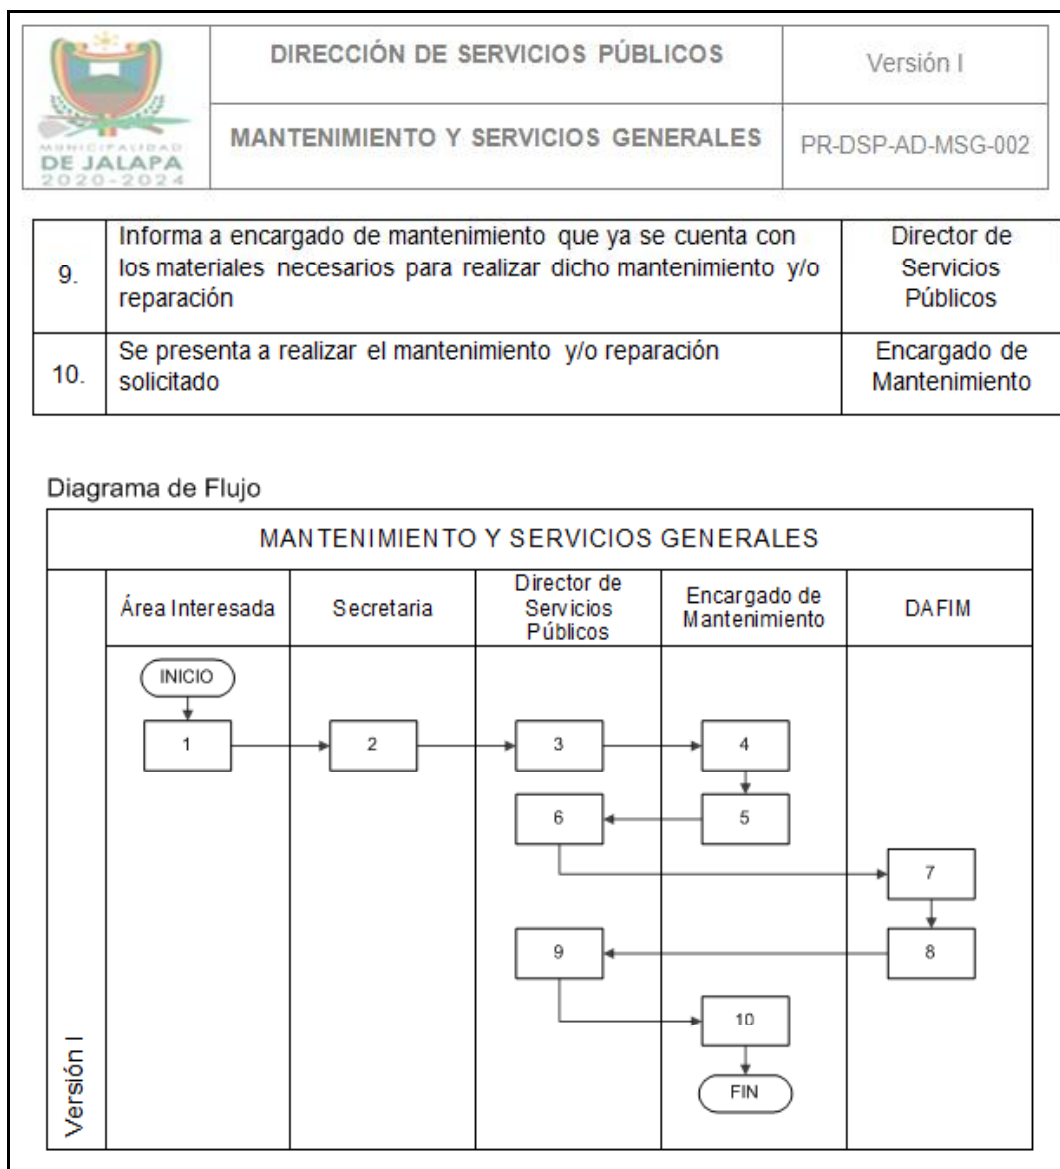 DIRECCIÓN DE SERVICIOS PÚBLICOS
Versión I
MUNICIPALIDAD
DE JALAPA
2020-2024
MANTENIMIENTO Y SERVICIOS GENERALES
PR-DSP-AD-MSG-002
9.
Informa a encargado de mantenimiento que ya se cuenta con
los materiales necesarios para realizar dicho mantenimiento y/o
reparación
Director de
Servicios
Públicos
10.
Se presenta a realizar el mantenimiento y/o reparación
solicitado
Encargado de
Mantenimiento
Diagrama de Flujo
MANTENIMIENTO Y SERVICIOS GENERALES
Área Interesada
Secretaria
Director de
Servicios
Públicos
Encargado de
Mantenimiento
DAFIM
INICIO
1
2
3
4
6
5
7
9
8
10
FIN
Versión I